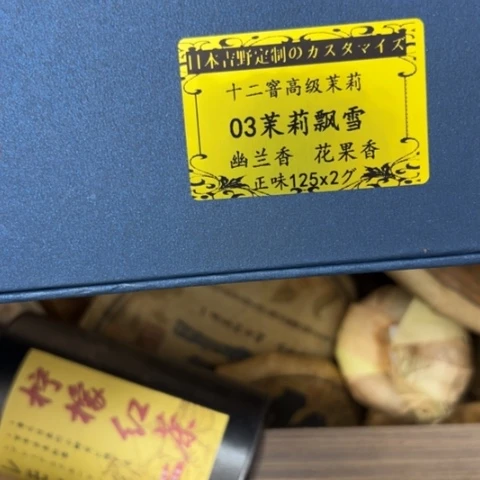 日本吉野定制のカスタマイズ
十二窨高级茉莉
03茉莉飘雪
幽兰香 花果香
正味125x2グ
柠檬红茶